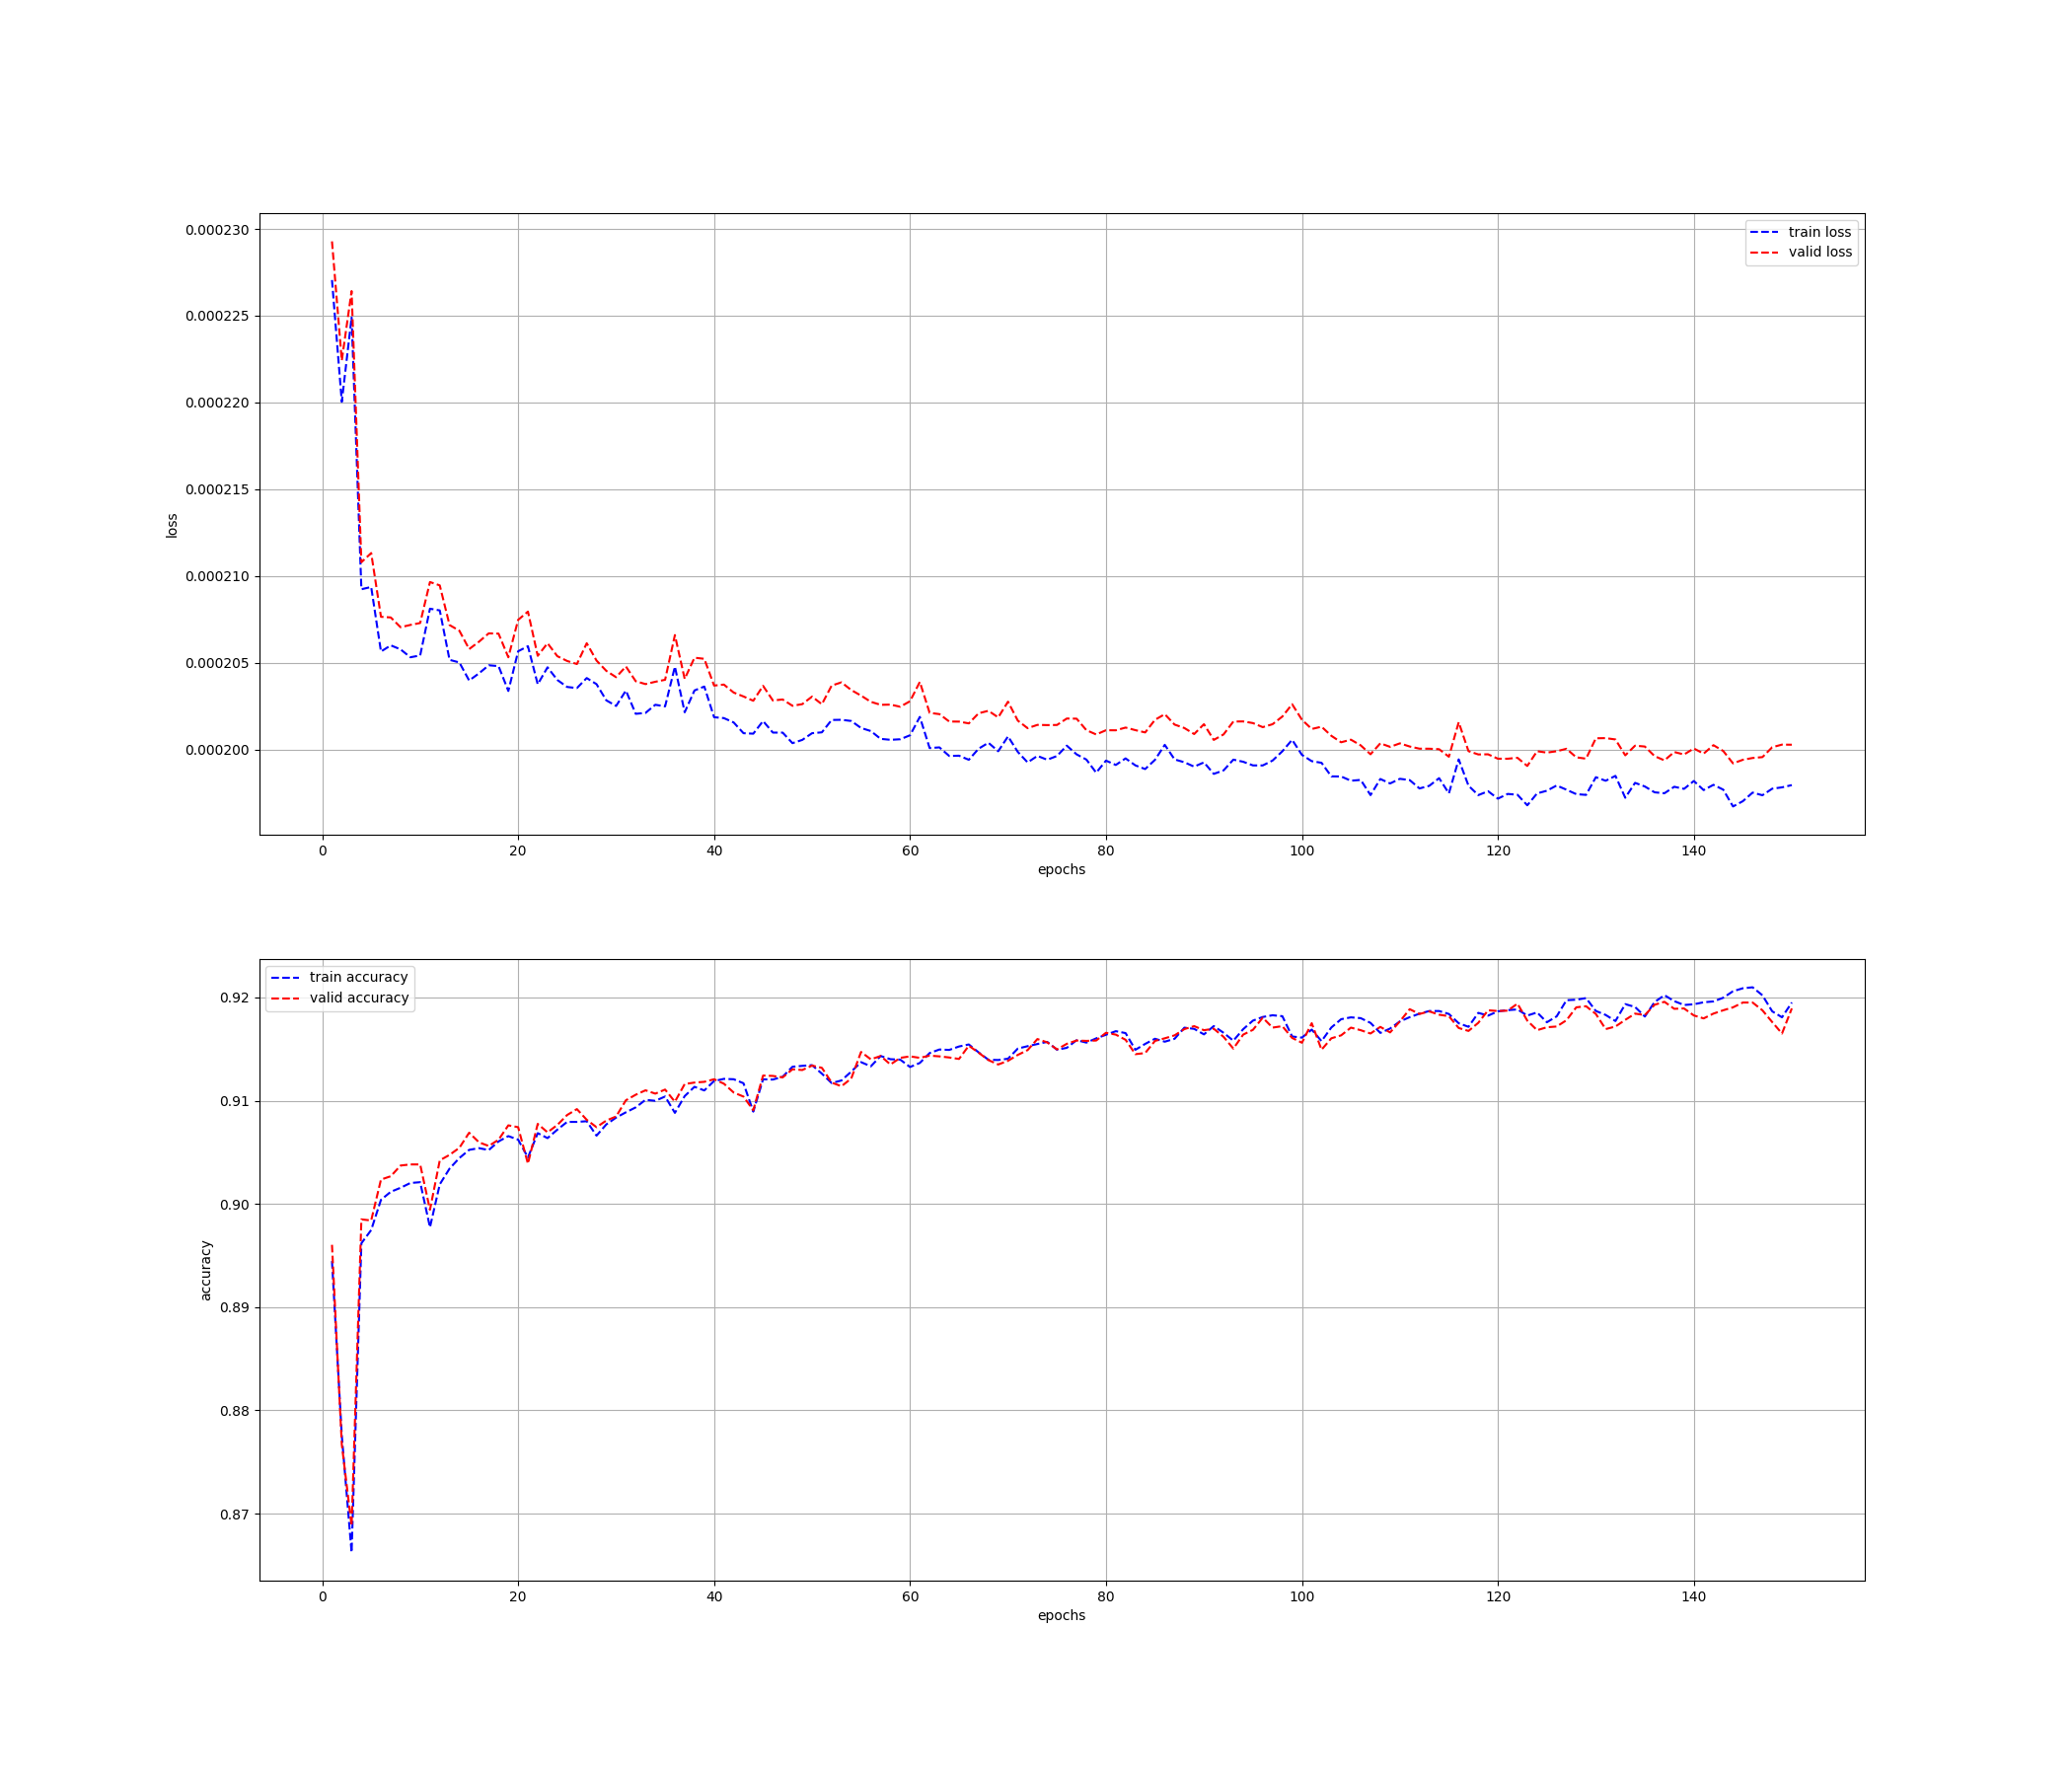 train loss
valid loss
0.000230
0.000225
0.000220
0.000215
0.000210
0.000205
0.000200
loss
0 20 40 60 80 100 120 140
epochs
train accuracy
valid accuracy
0.92
0.91
0.90
0.89
0.88
0.87
accuracy
0 20 40 60 80 100 120 140
epochs